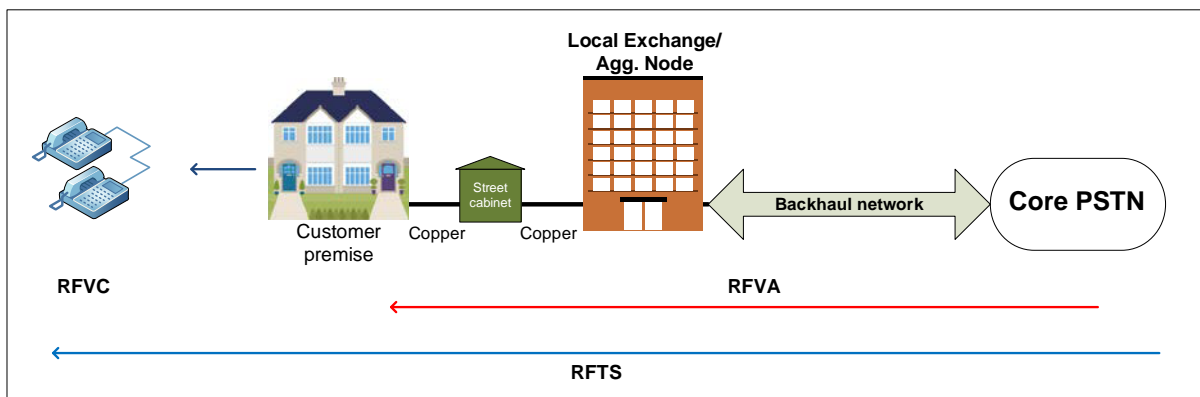 Local Exchange/
Agg. Node
Street
cabinet
Backhaul network
Core PSTN
Customer
premise
Copper
Copper
RFVC
RFVA
RFTS